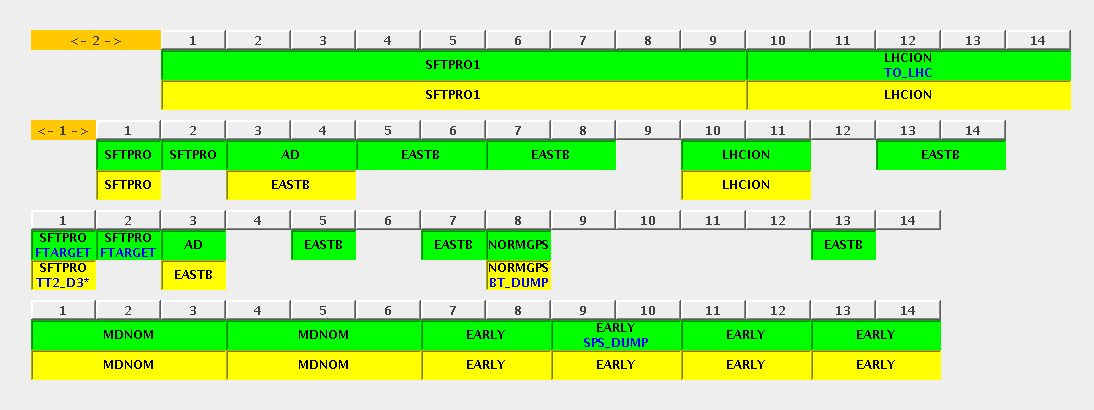 <- 2 -> 1 2 3 4 5 6 7 8 9 10 11 12 13 14
SFTPRO1 LHCION
TO_LHC
SFTPRO1 LHCION
<- 1 -> 1 2 3 4 5 6 7 8 9 10 11 12 13 14
SFTPRO SFTPRO AD EASTB EASTB LHCION EASTB
SFTPRO EASTB LHCION
1 2 3 4 5 6 7 8 9 10 11 12 13 14
SFTPRO SFTPRO AD EASTB EASTB NORMGPS EASTB
FTARGET FTARGET
SFTPRO EASTB NORMGPS
TT2_D3* BT_DUMP
1 2 3 4 5 6 7 8 9 10 11 12 13 14
MDNOM MDNOM EARLY EARLY EARLY EARLY
SPS_DUMP
MDNOM MDNOM EARLY EARLY EARLY EARLY